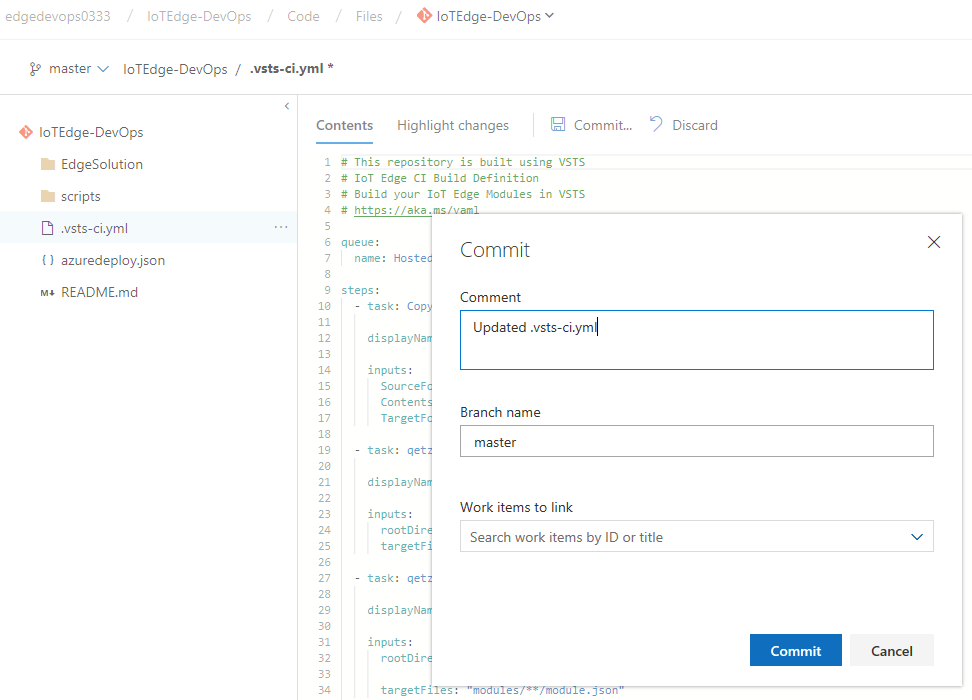 edgedevops0333 / IoTEdge-DevOps / Code / Files / IoTEdge-DevOps
master IoTEdge-DevOps / .vsts-ci.yml *
IoTEdge-DevOps
EdgeSolution
scripts
.vsts-ci.yml ...
{ } azuredeploy.json
M↓ README.md
Contents Highlight changes Commit... Discard
1 # This repository is built using VSTS
2 # IoT Edge CI Build Definition
3 # Build your IoT Edge Modules in VSTS
4 # https://aka.ms/yaml
5
6 queue:
7 name: Hosted
8
9 steps:
10 - task: Copy
11
12 displayNam
13
14 inputs:
15 SourceFo
16 Contents
17 TargetFo
18
19 - task: qetz
20
21 displayNam
22
23 inputs:
24 rootDire
25 targetFi
26
27 - task: qetz
28
29 displayNam
30
31 inputs:
32 rootDire
33
34 targetFiles: "modules/**/module.json"
Commit
Comment
Updated .vsts-ci.yml
Branch name
master
Work items to link
Search work items by ID or title
Commit Cancel